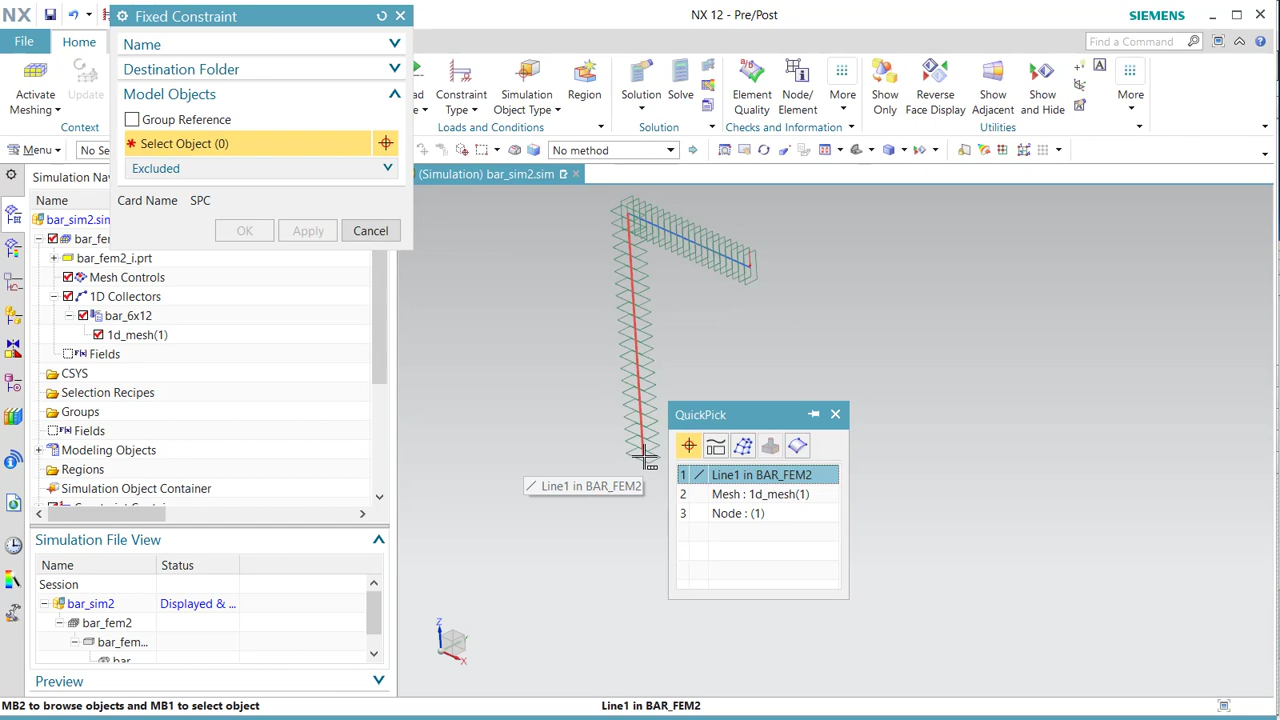 NX
Fixed Constraint
NX 12 - Pre/Post
SIEMENS
File
Home
Name
Find a Command
Destination Folder
Model Objects
Group Reference
Select Object (0)
Excluded
Card Name SPC
OK
Apply
Cancel
Activate
Meshing
Update
Context
Constraint
Type
Simulation
Object Type
Region
Loads and Conditions
Solution
Solve
Solution
Element
Quality
Node/
Element
More
Checks and Information
Show
Only
Reverse
Face Display
Show
Adjacent
Show
and Hide
More
Utilities
Menu
No Se
No method
(Simulation) bar_sim2.sim
Simulation Na
Name
bar_sim2.sin
bar_fem
bar_fem2_i.prt
Mesh Controls
1D Collectors
bar_6x12
1d_mesh(1)
Fields
CSYS
Selection Recipes
Groups
Fields
Modeling Objects
Regions
Simulation Object Container
Simulation File View
Name Status
Session
bar_sim2 Displayed & ...
bar_fem2
bar_fem...
bar
Preview
QuickPick
1 Line1 in BAR_FEM2
2 Mesh : 1d_mesh(1)
3 Node : (1)
Line1 in BAR_FEM2
Z
X
MB2 to browse objects and MB1 to select object
Line1 in BAR_FEM2